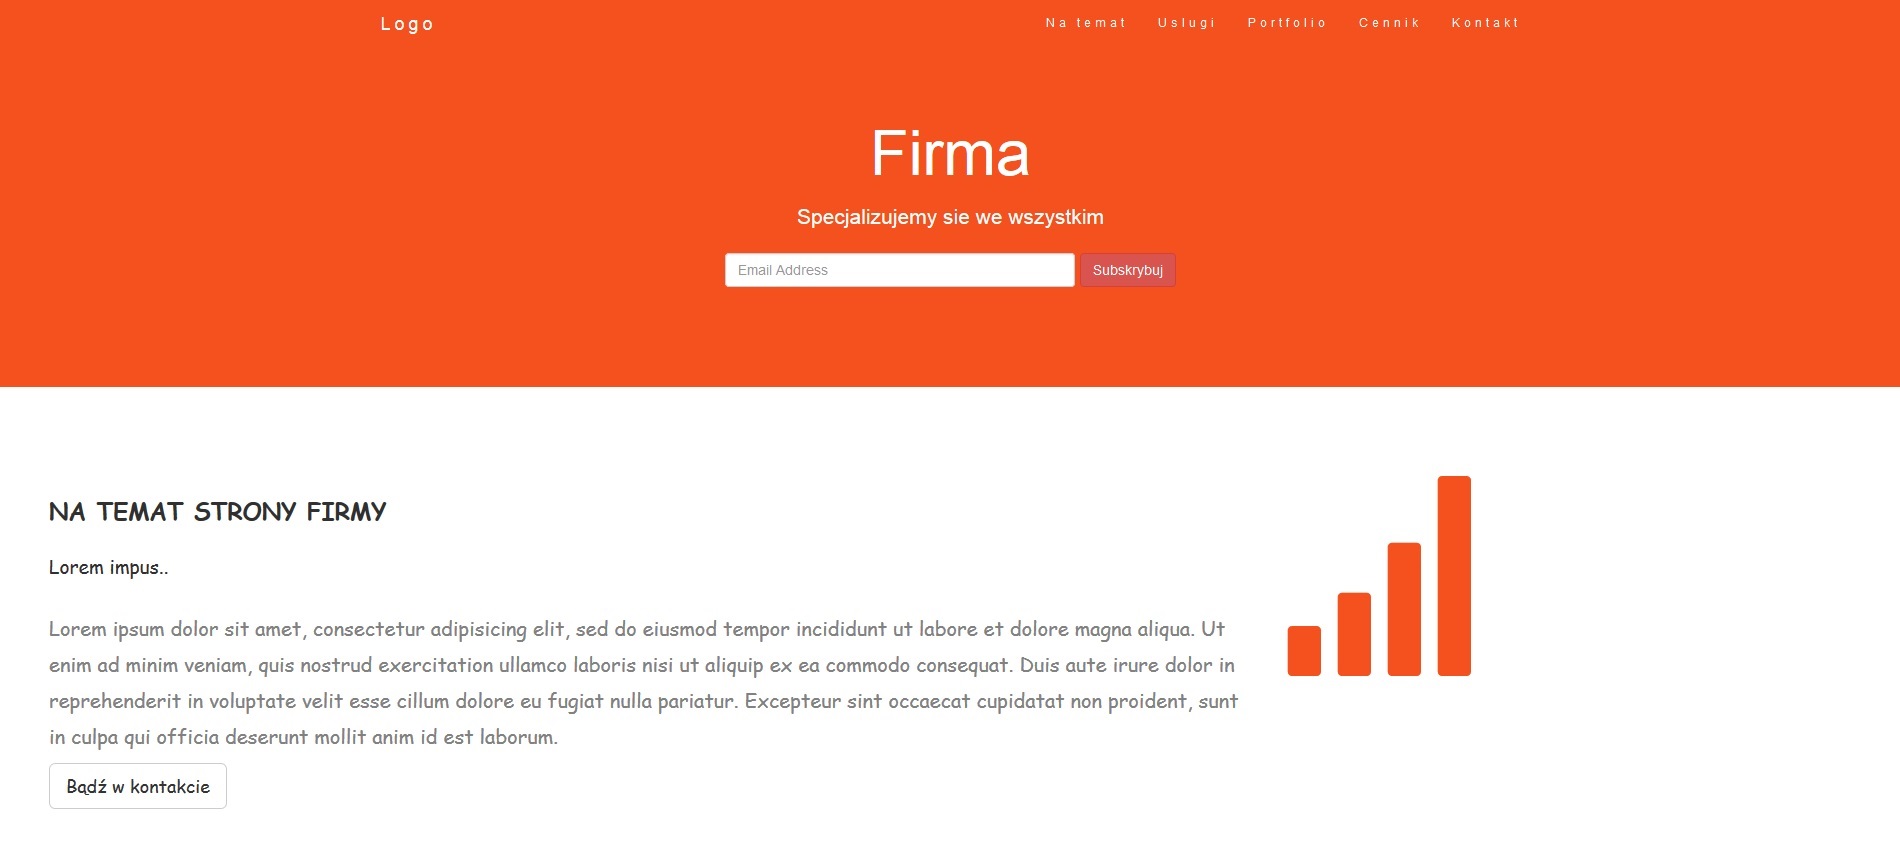 Logo
Na temat Uslugi Portfolio Cennik Kontakt
Firma
Specjalizujemy sie we wszystkim
Email Address
Subskrybuj
NA TEMAT STRONY FIRMY
Lorem impus..
Lorem ipsum dolor sit amet, consectetur adipisicing elit, sed do eiusmod tempor incididunt ut labore et dolore magna aliqua. Ut
enim ad minim veniam, quis nostrud exercitation ullamco laboris nisi ut aliquip ex ea commodo consequat. Duis aute irure dolor in
reprehenderit in voluptate velit esse cillum dolore eu fugiat nulla pariatur. Excepteur sint occaecat cupidatat non proident, sunt
in culpa qui officia deserunt mollit anim id est laborum.
Bądź w kontakcie